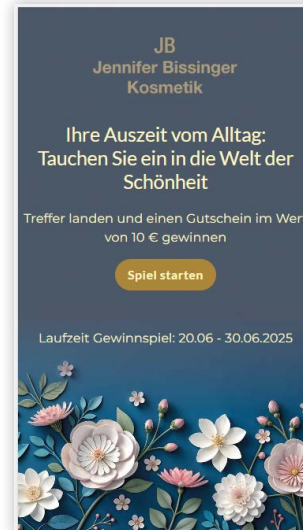 JB
Jennifer Bissinger
Kosmetik
Ihre Auszeit vom Alltag:
Tauchen Sie ein in die Welt der
Schönheit
Treffer landen und einen Gutschein im Wer
von 10 € gewinnen
Spiel starten
Laufzeit Gewinnspiel: 20.06 - 30.06.2025